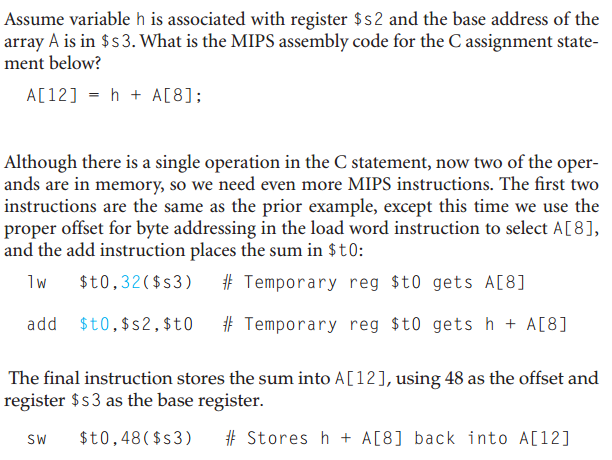 Assume variable h is associated with register $s2 and the base address of the
array A is in $s3. What is the MIPS assembly code for the C assignment state-
ment below?
A[12] = h + A[8];
Although there is a single operation in the C statement, now two of the oper-
ands are in memory, so we need even more MIPS instructions. The first two
instructions are the same as the prior example, except this time we use the
proper offset for byte addressing in the load word instruction to select A[8],
and the add instruction places the sum in $t0:
lw $t0,32($s3) # Temporary reg $t0 gets A[8]
add $t0,$s2,$t0 # Temporary reg $t0 gets h + A[8]
The final instruction stores the sum into A[12], using 48 as the offset and
register $s3 as the base register.
sw $t0,48($s3) # Stores h + A[8] back into A[12]